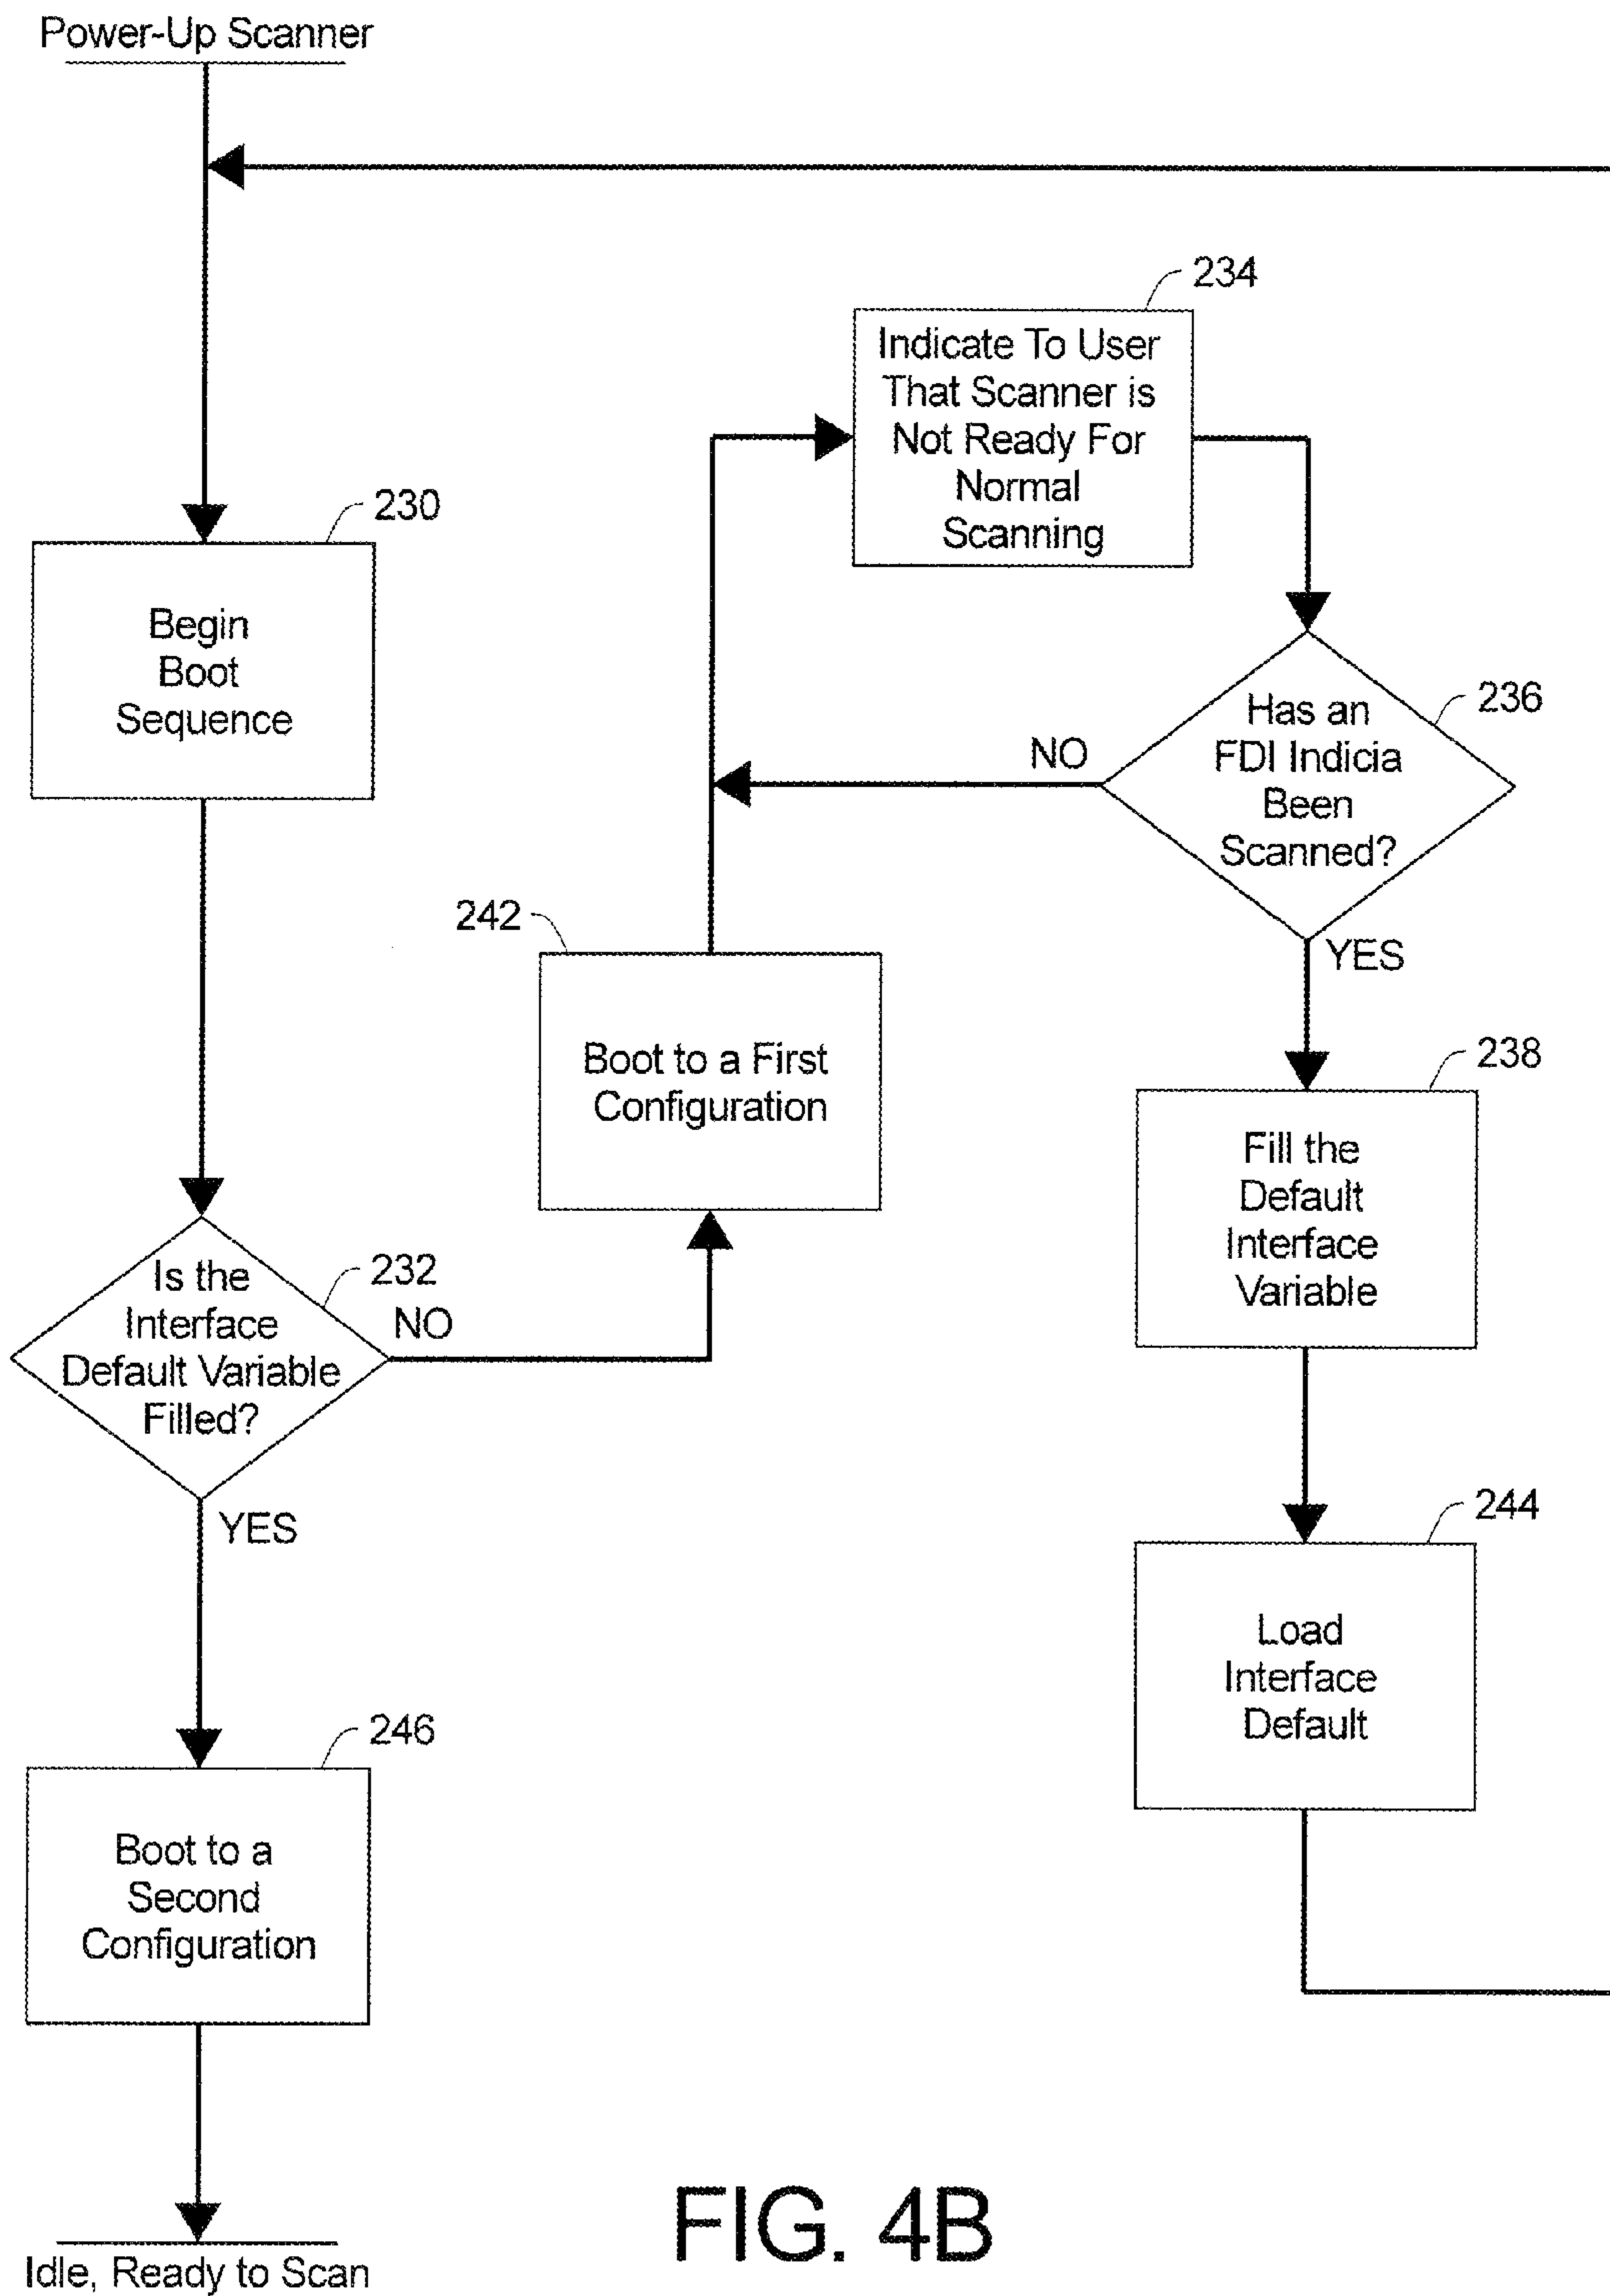 Power-Up Scanner
234
Indicate To User
That Scanner is
Not Ready For
Normal
Scanning
230
Begin
Boot
Sequence
236
Has an
FDI Indicia
Been
Scanned?
NO
YES
242
Boot to a First
Configuration
238
Fill the
Default
Interface
Variable
232
Is the
Interface
Default Variable
Filled?
NO
YES
244
Load
Interface
Default
246
Boot to a
Second
Configuration
Idle, Ready to Scan
FIG. 4B